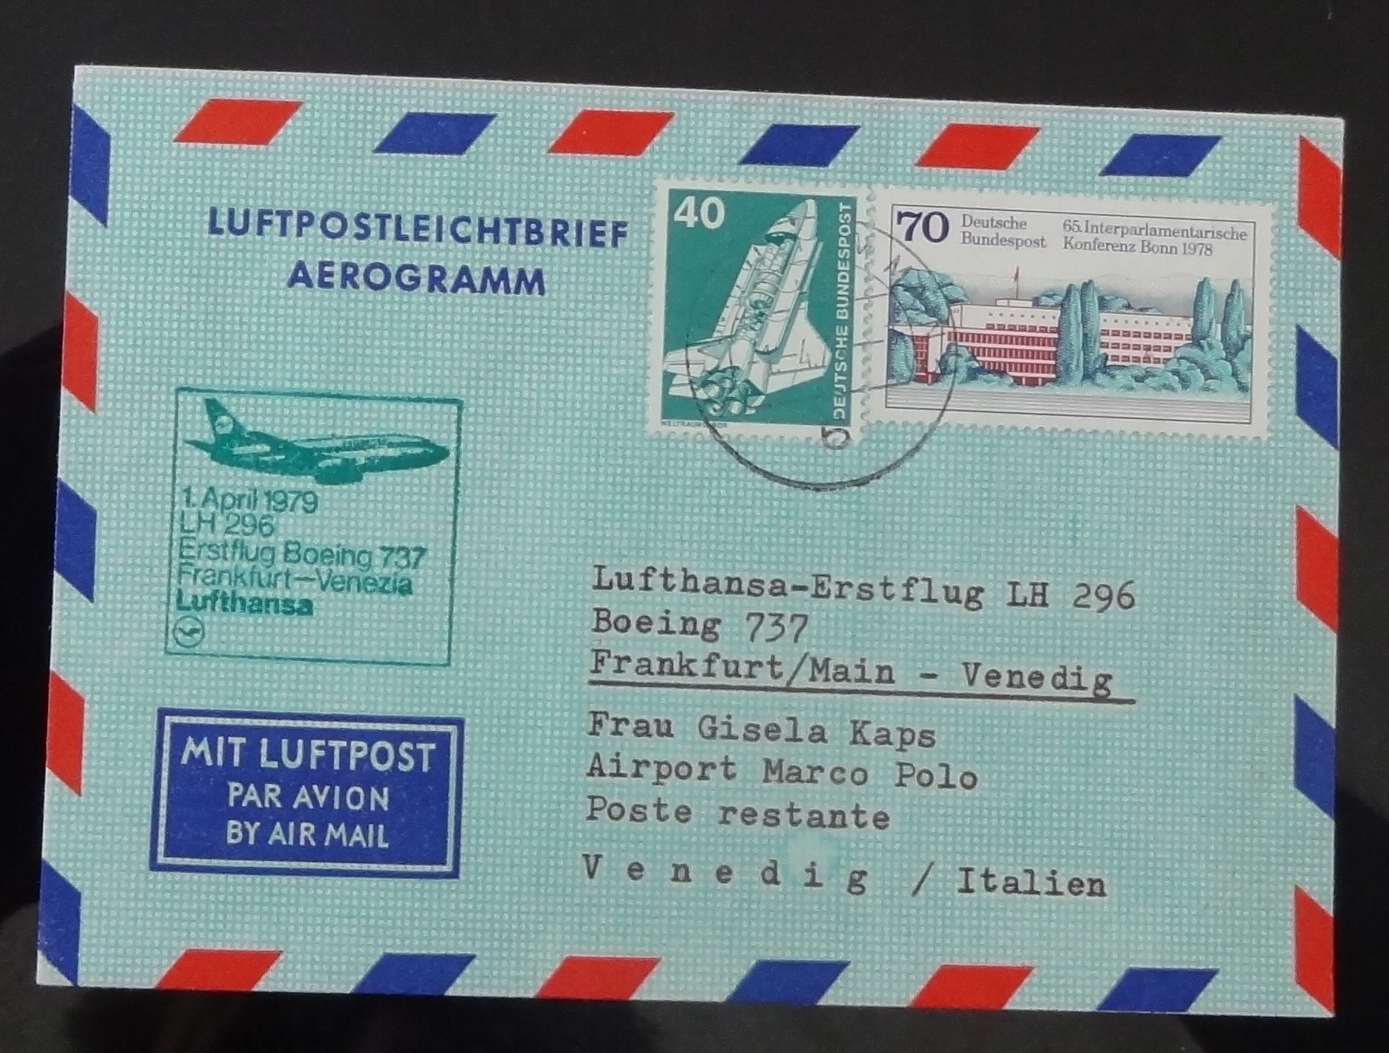 LUFTPOSTLEICHTBRIEF
AEROGRAMM
40
DEUTSCHE BUNDESPOST
70
Deutsche
Bundespost
65. Interparlamentarische
Konferenz Bonn 1978
1. April 1979
LH 296
Erstflug Boeing 737
Frankfurt—Venezia
Lufthansa
Lufthansa-Erstflug LH 296
Boeing 737
Frankfurt/Main - Venedig
Frau Gisela Kaps
Airport Marco Polo
Poste restante
V e n e d i g / Italien
MIT LUFTPOST
PAR AVION
BY AIR MAIL